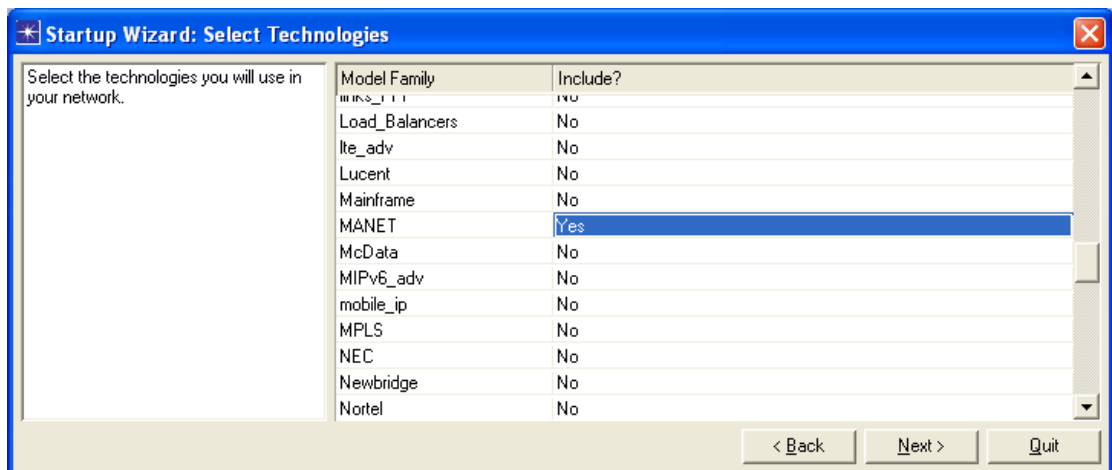 Startup Wizard: Select Technologies
Select the technologies you will use in
your network.
Model Family Include?
Load_Balancers No
lte_adv No
Lucent No
Mainframe No
MANET Yes
McData No
MIPv6_adv No
mobile_ip No
MPLS No
NEC No
Newbridge No
Nortel No
< Back Next > Quit